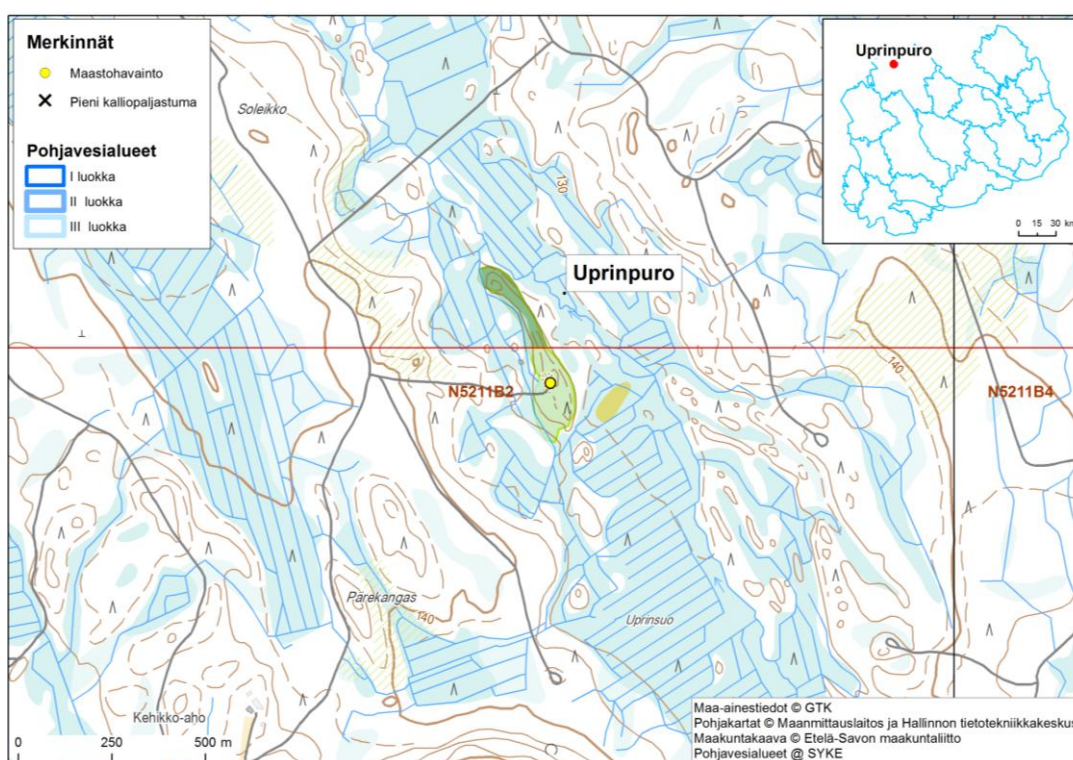 Merkinnät
Maastohavainto
Pieni kalliopaljastuma
Pohjavesialueet
I luokka
II luokka
III luokka
Uprinpuro
0 15 30 km
Soleikko
130
Uprinpuro
140
N5211B2
N5211B4
Pärekangas
140
Uprinsuo
Kehikko-aho
0 250 500 m
Maa-ainestiedot © GTK
Pohjakartat © Maanmittauslaitos ja Hallinnon tietotekniikkakeskus
Maakuntakaava © Etelä-Savon maakuntaliitto
Pohjavesialueet @ SYKE